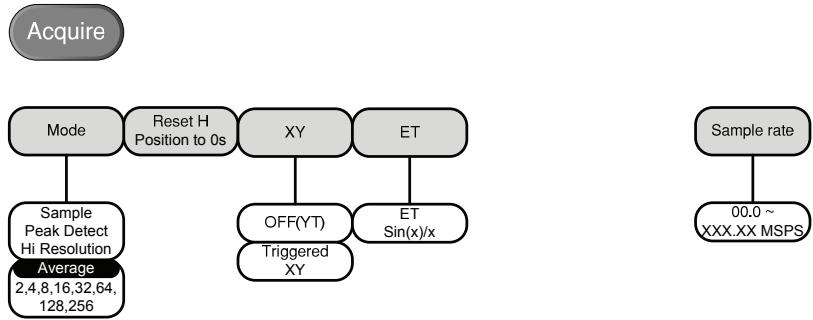 Acquire
Mode
Reset H
Position to 0s
XY
ET
Sample rate
Sample
Peak Detect
Hi Resolution
Average
2,4,8,16,32,64,
128,256
OFF(YT)
Triggered
XY
ET
Sin(x)/x
00.0 ~
XXX.XX MSPS